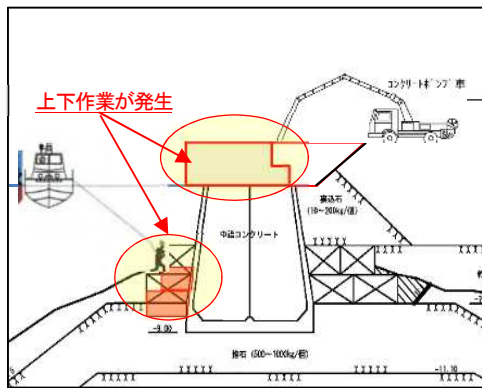 コンクリートポンプ車
上下作業が発生
裏込石
(10~200kg/個)
中詰コンクリート
-9.00
捨石 (500~1000kg/個)
-11.10